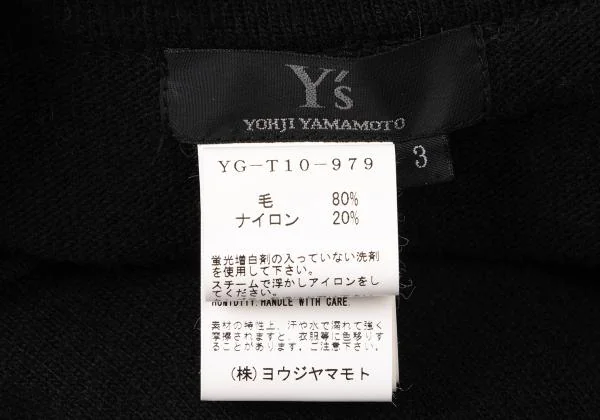 Y's
YOHJI YAMAMOTO
3
YG-T10-979
毛 80%
ナイロン 20%
蛍光増白剤の入っていない洗剤
を使用して下さい。
スチームで浮かしアイロンをし
てください。
HUMIDITY.HANDLE WITH CARE
素材の特性上、汗や水で濡れて強く
摩擦されますと、衣服等に色移りす
ることがあります。ご注意下さい。
(株)ヨウジヤマモト